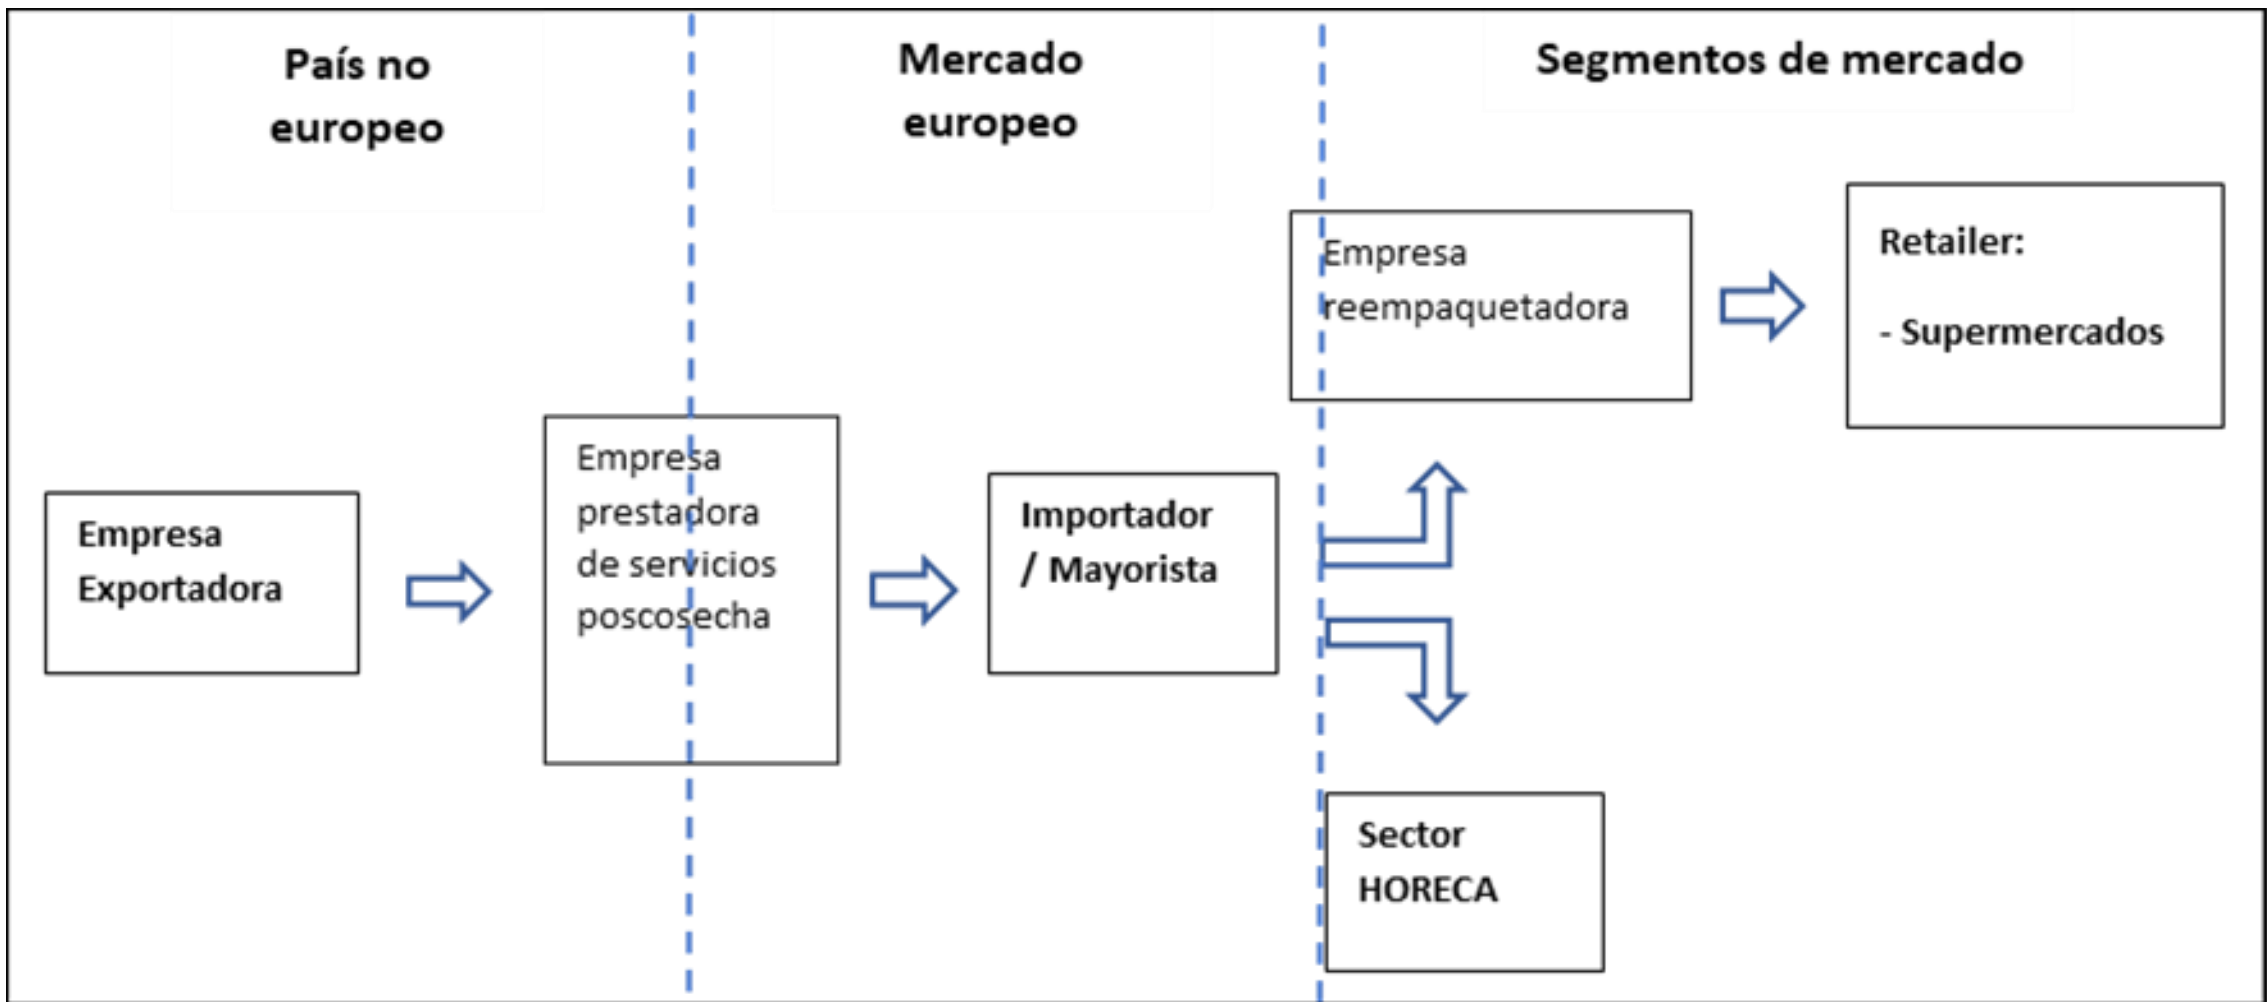 País no
europeo
Mercado
europeo
Segmentos de mercado
Empresa
reempaquetadora
Retailer:
- Supermercados
Empresa
Exportadora
Empresa
prestadora
de servicios
poscosecha
Importador
/ Mayorista
Sector
HORECA